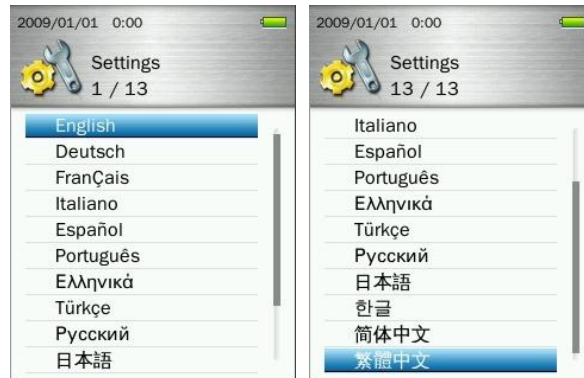 2009/01/01 0:00
Settings
1 / 13
English
Deutsch
FranÇais
Italiano
Español
Português
Ελληνικά
Türkçe
Русский
日本語
2009/01/01 0:00
Settings
13 / 13
Italiano
Español
Português
Ελληνικά
Türkçe
Русский
日本語
한글
简体中文
繁體中文